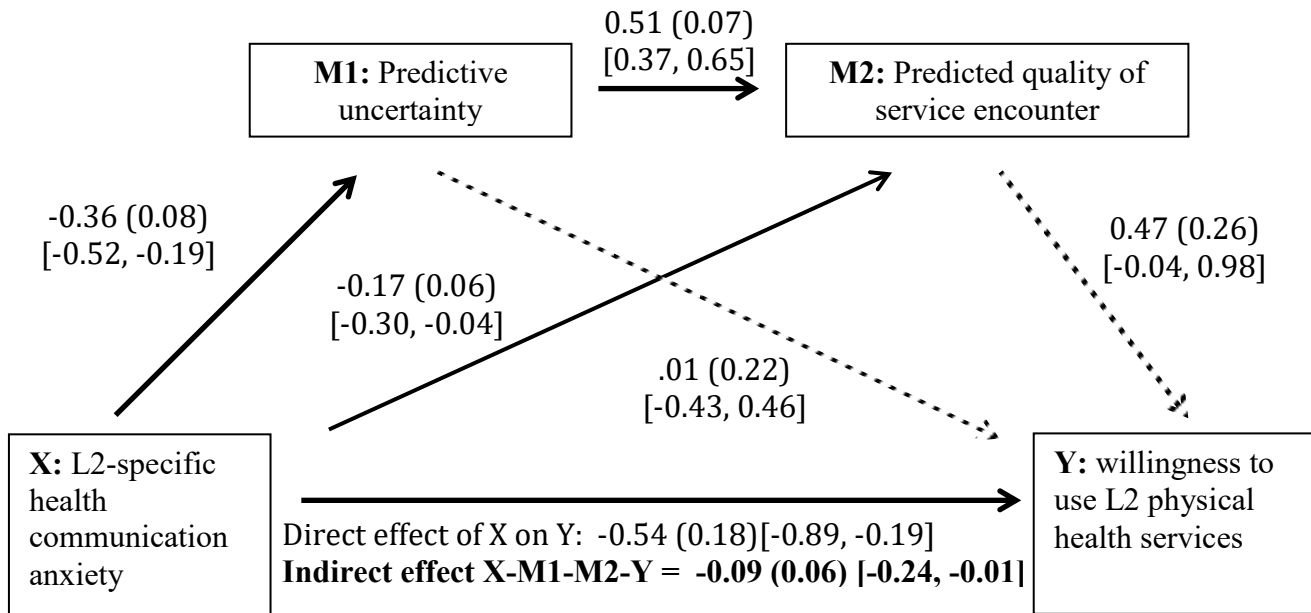 0.51 (0.07)
[0.37, 0.65]
M1: Predictive
uncertainty
M2: Predicted quality of
service encounter
-0.36 (0.08)
[-0.52, -0.19]
-0.17 (0.06)
[-0.30, -0.04]
0.47 (0.26)
[-0.04, 0.98]
.01 (0.22)
[-0.43, 0.46]
X: L2-specific
health
communication
anxiety
Y: willingness to
use L2 physical
health services
Direct effect of X on Y: -0.54 (0.18)[-0.89, -0.19]
Indirect effect X-M1-M2-Y = -0.09 (0.06) [-0.24, -0.01]